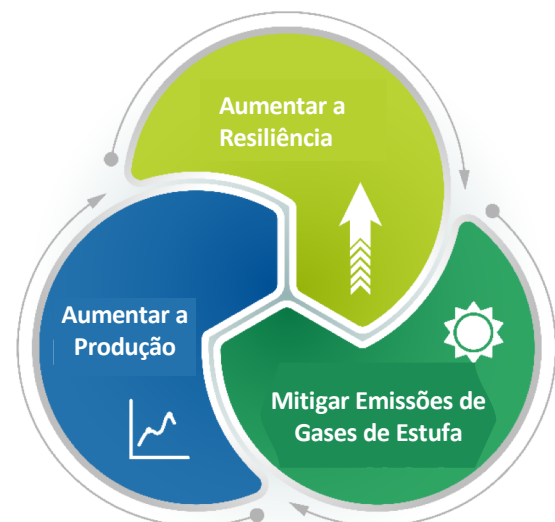 Aumentar a
Resiliência
Aumentar a
Produção
Mitigar Emissões de
Gases de Estufa